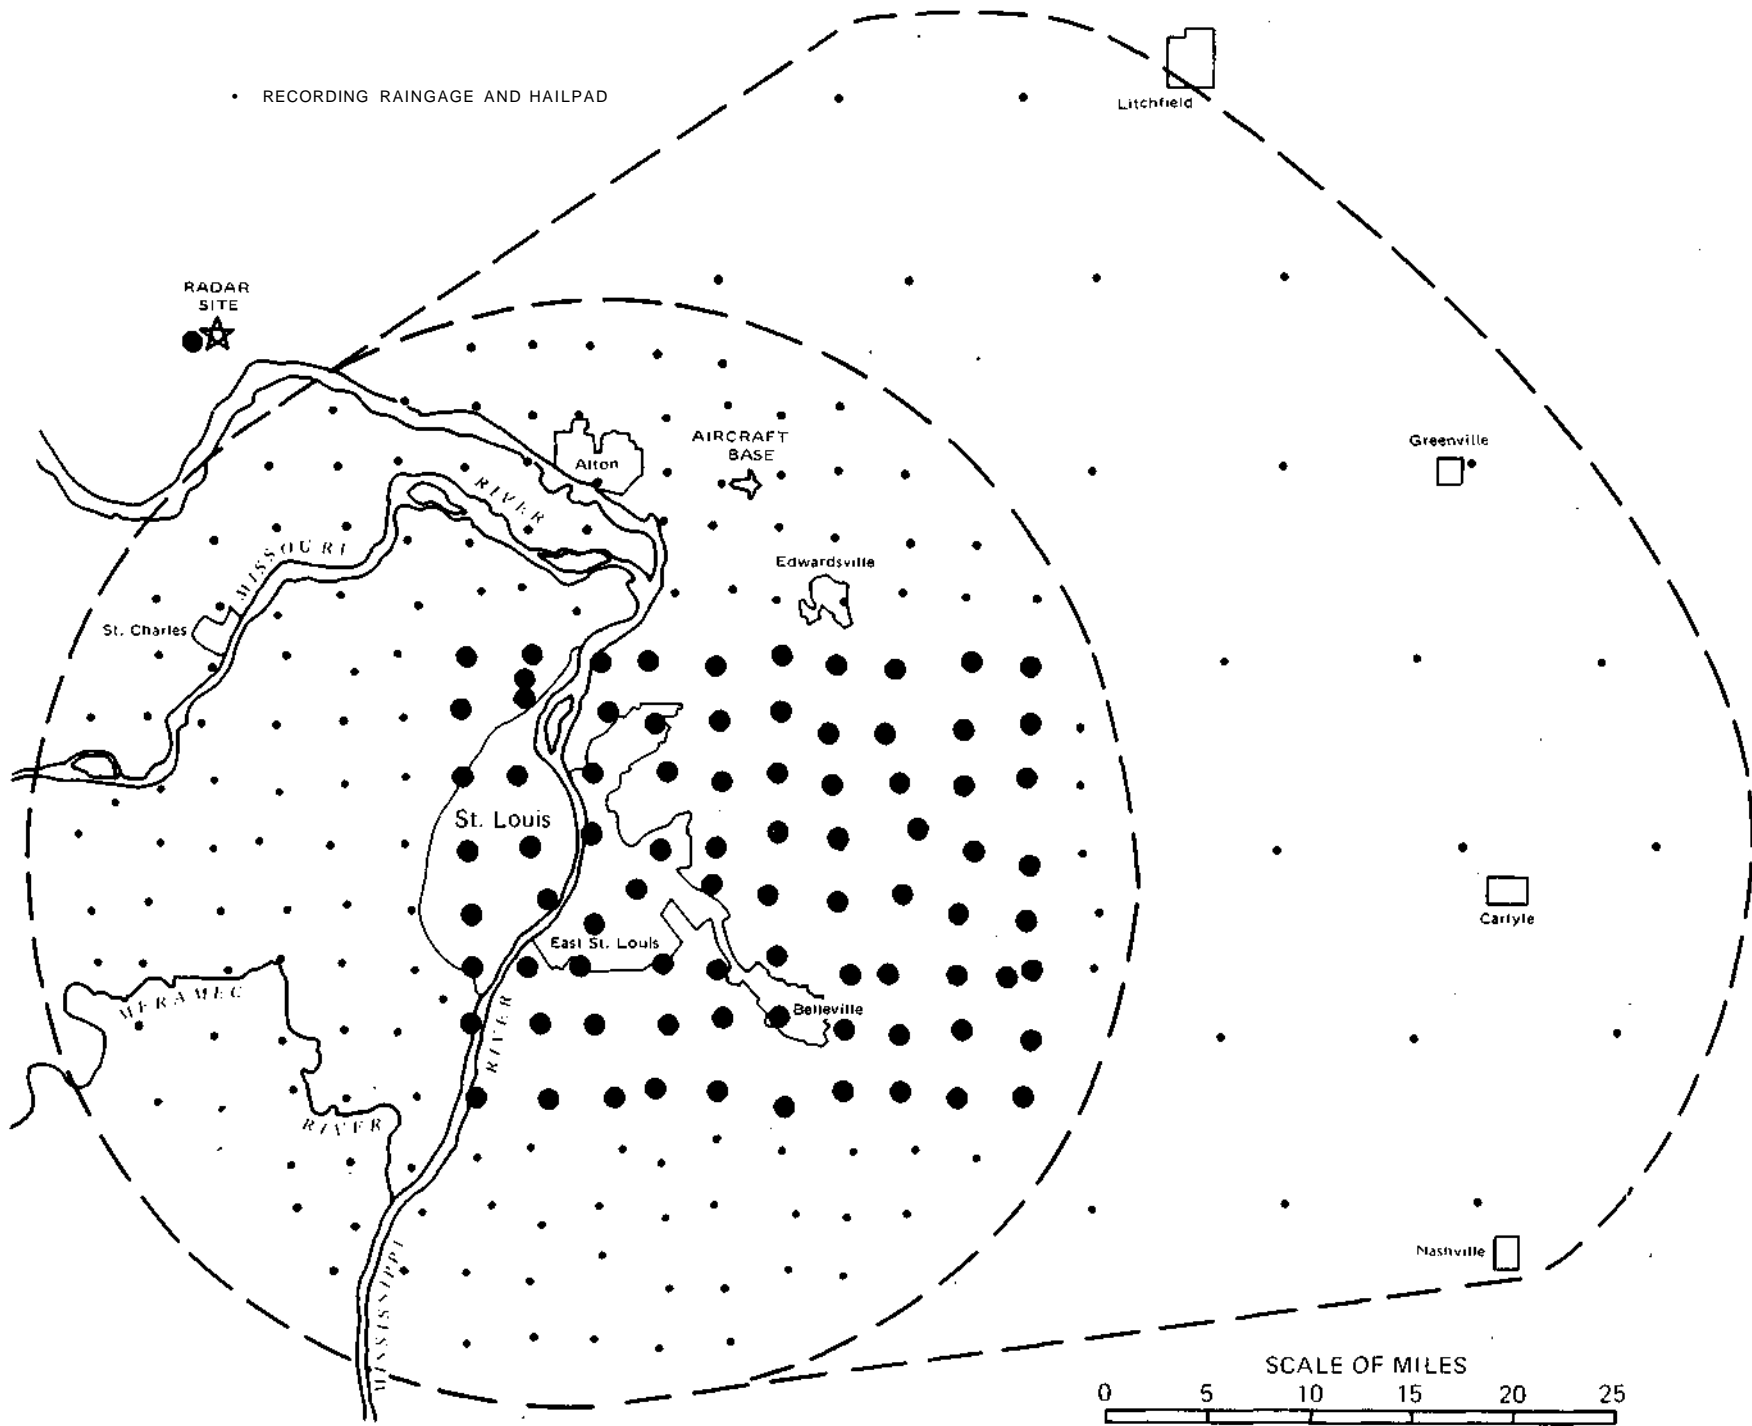 • RECORDING RAINGAGE AND HAILPAD
Litchfield
RADAR
SITE
AIRCRAFT
BASE
Alton
Greenville
RIVER
MISSOURI
Edwardsville
St. Charles
St. Louis
Carlyle
East St. Louis
MERAMEC
Belleville
RIVER
RIVER
MISSISSIPPI
Nashville
SCALE OF MILES
0 5 10 15 20 25